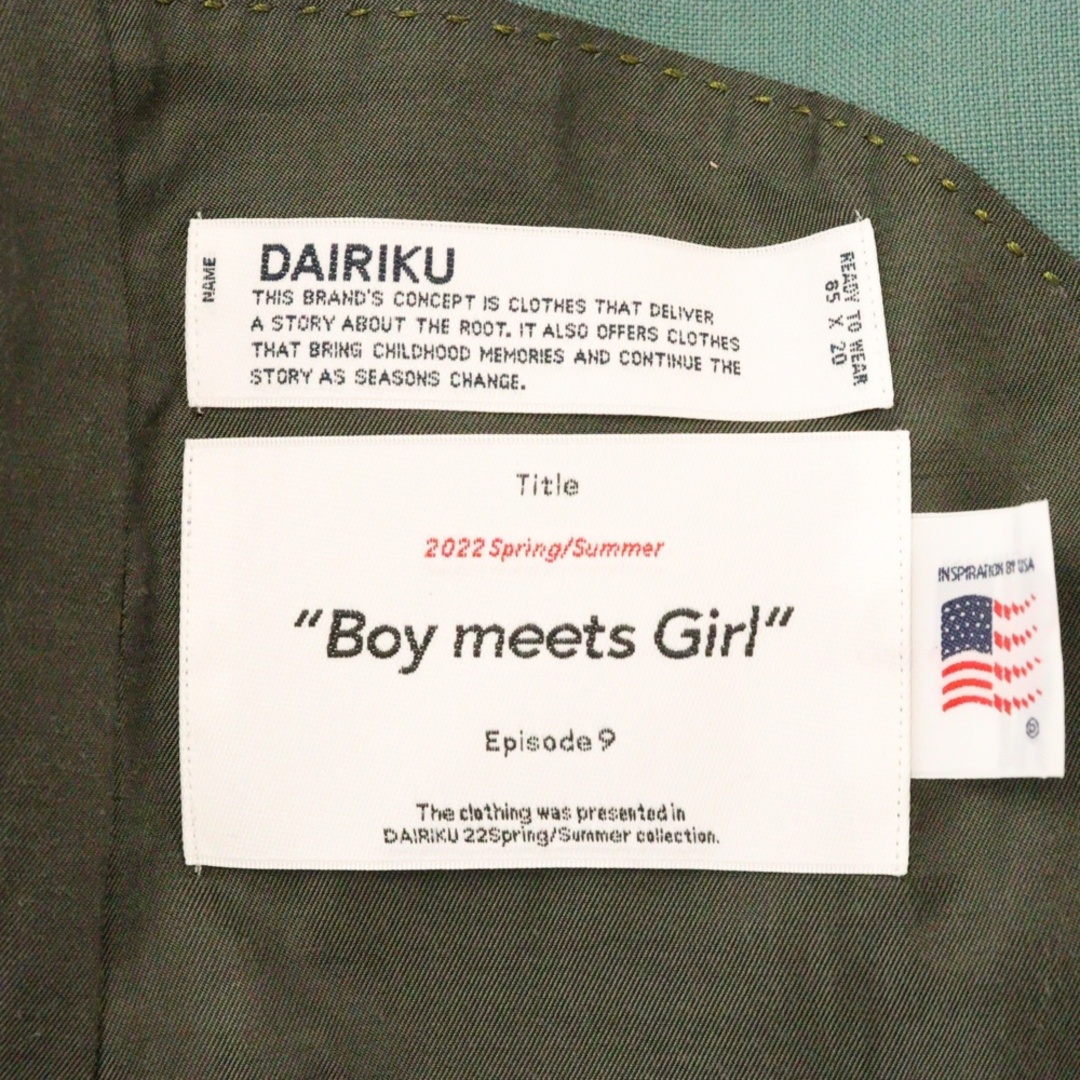 NAME
DAIRIKU
THIS BRAND'S CONCEPT IS CLOTHES THAT DELIVER
A STORY ABOUT THE ROOT. IT ALSO OFFERS CLOTHES
THAT BRING CHILDHOOD MEMORIES AND CONTINUE THE
STORY AS SEASONS CHANGE.
READY TO WEAR
85 X 20
Title
2022 Spring/Summer
“Boy meets Girl“
Episode 9
The clothing was presented in
DAIRIKU 22Spring/Summer collection.
INSPIRATION BY USA